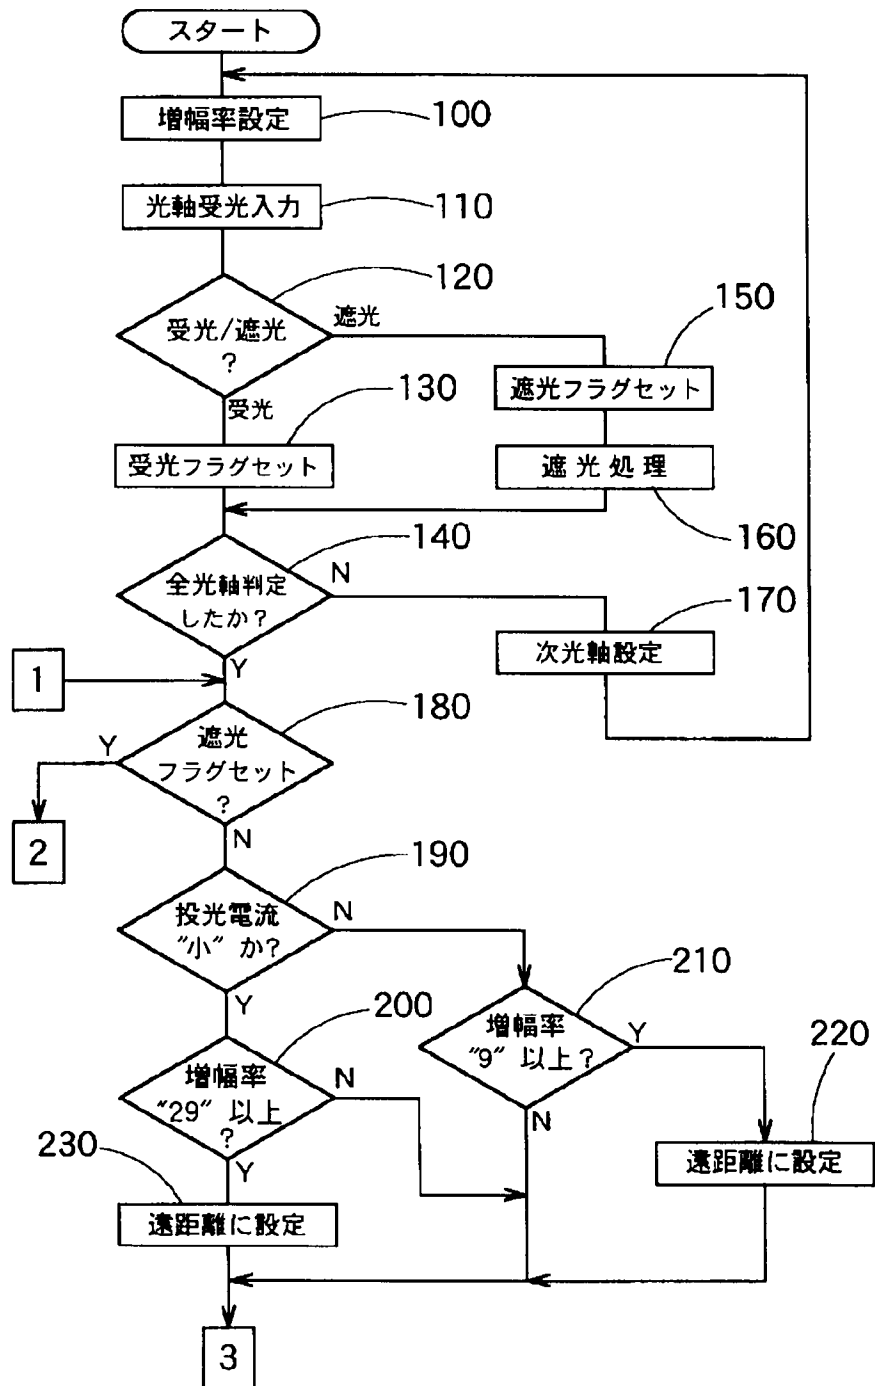 スタート
増幅率設定
100
光軸受光入力
110
120
受光/遮光
?
遮光
受光
150
遮光フラグセット
130
受光フラグセット
遮光処理
160
140
全光軸判定
したか?
N
Y
170
次光軸設定
1
180
遮光
フラグセット
?
Y
N
2
190
投光電流
"小" か?
N
Y
210
増幅率
"9" 以上?
Y
N
200
増幅率
"29" 以上
?
N
Y
220
遠距離に設定
230
遠距離に設定
3